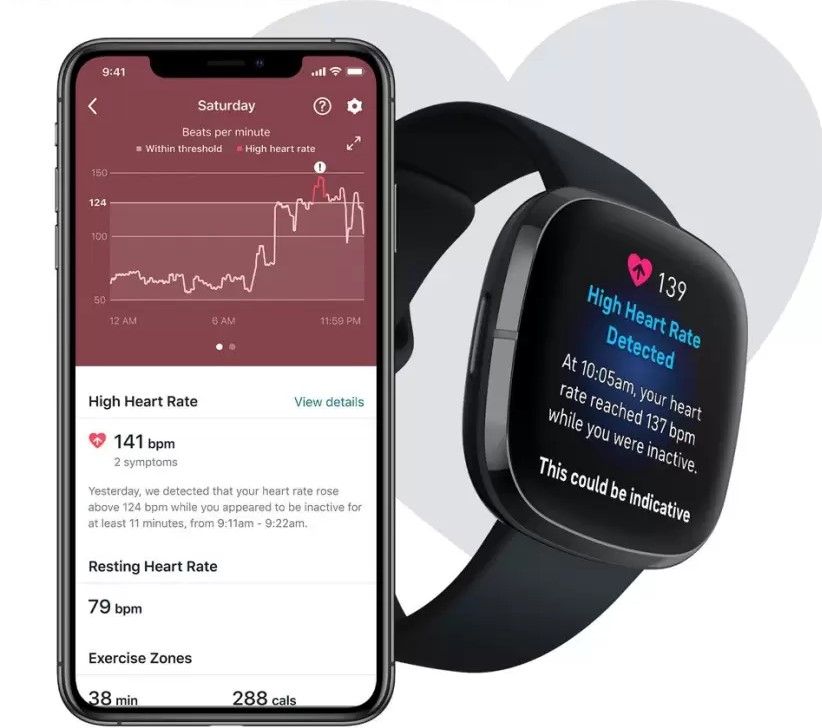 9:41
Saturday
Beats per minute
Within threshold High heart rate
150
124
100
50
12 AM 6 AM 11:59 PM
High Heart Rate View details
141 bpm
2 symptoms
Yesterday, we detected that your heart rate rose
above 124 bpm while you appeared to be inactive for
at least 11 minutes, from 9:11am - 9:22am.
Resting Heart Rate
79 bpm
Exercise Zones
38 min 288 cals
139
High Heart Rate
Detected
At 10:05am, your heart
rate reached 137 bpm
while you were inactive.
This could be indicative